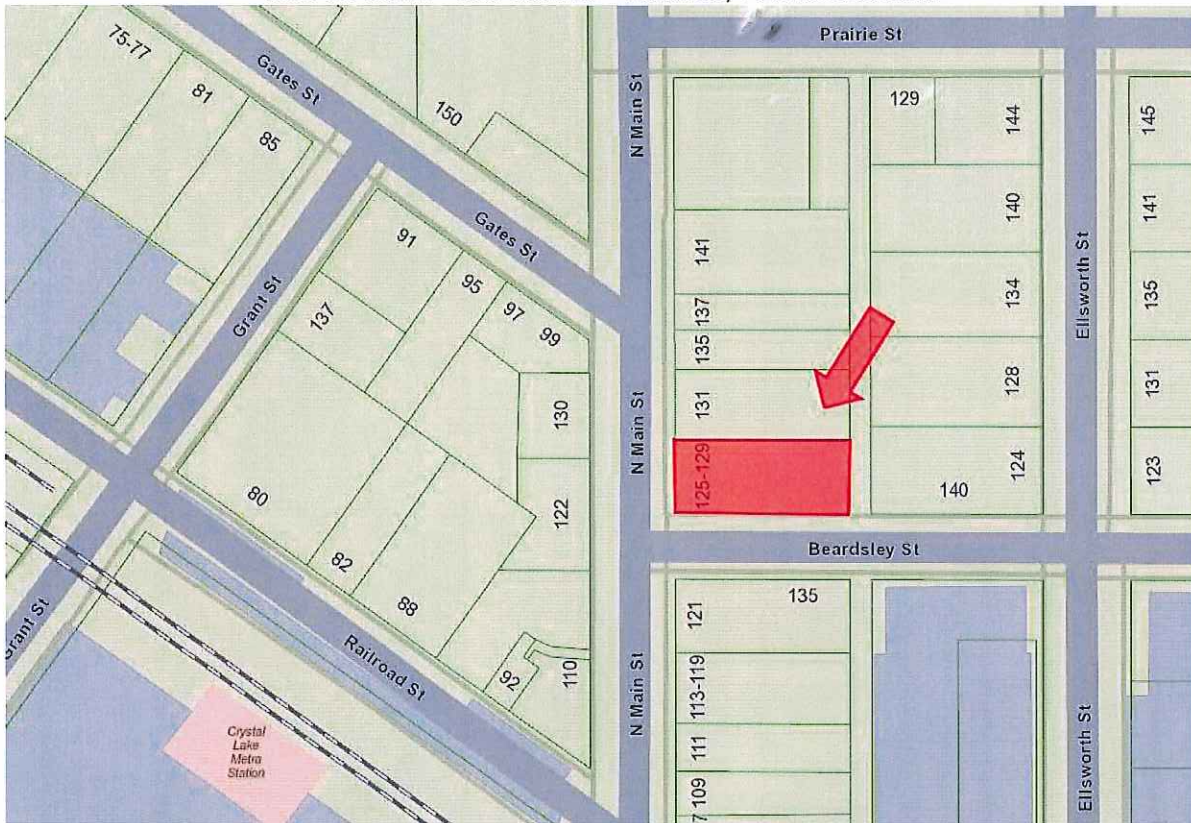 Prairie St
75-77
Gates St
81
85
150
N Main St
129
144
145
140
141
Gates St
91
95
97
99
137
Grant St
141
137
135
131
134
135
Ellsworth St
128
131
130
N Main St
125-129
124
123
122
140
80
82
88
92
110
Beardsley St
121
135
113-119
111
7 109
N Main St
Ellsworth St
Grant St
Railroad St
Crystal
Lake
Metra
Station